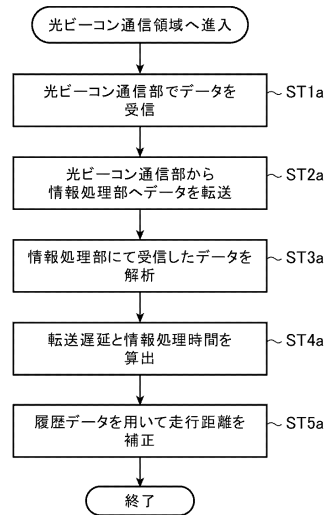 光ビーコン通信領域へ進入
光ビーコン通信部でデータを
受信
ST1a
光ビーコン通信部から
情報処理部へデータを転送
ST2a
情報処理部にて受信したデータを
解析
ST3a
転送遅延と情報処理時間を
算出
ST4a
履歴データを用いて走行距離を
補正
ST5a
終了